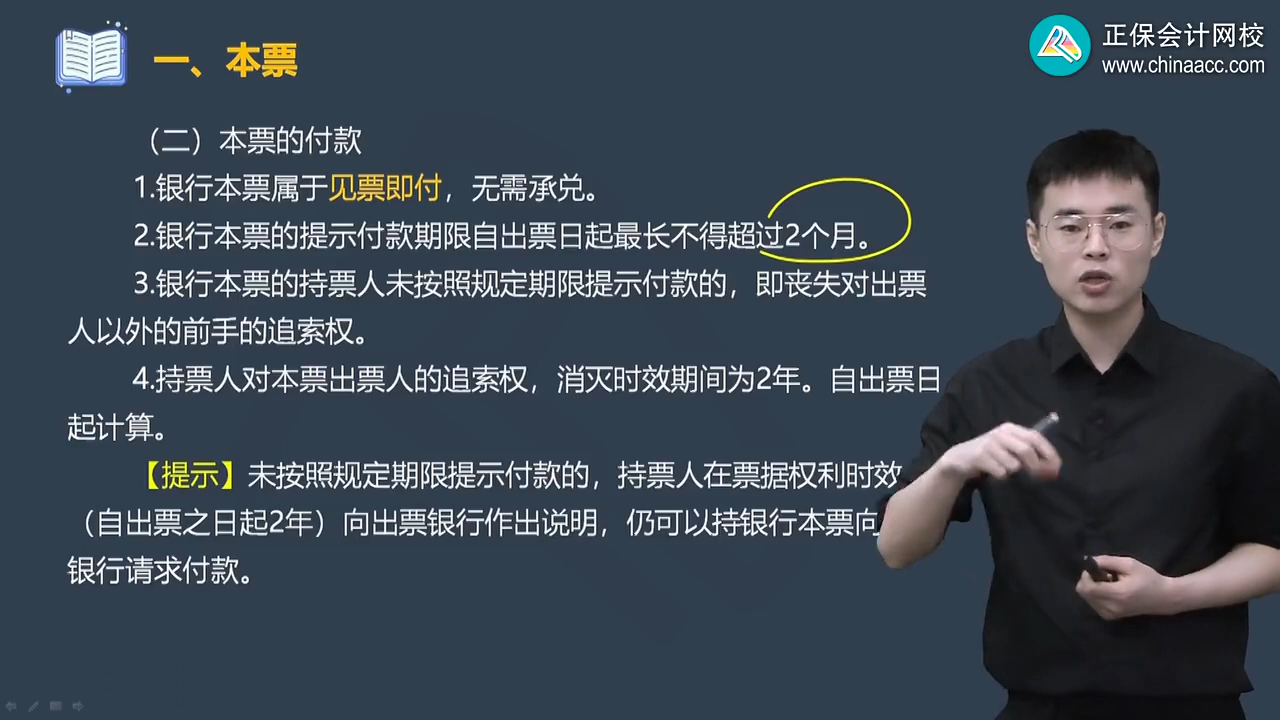 一、本票
正保会计网校
www.chinaacc.com
（二）本票的付款
1.银行本票属于见票即付，无需承兑。
2.银行本票的提示付款期限自出票日起最长不得超过2个月。
3.银行本票的持票人未按照规定期限提示付款的，即丧失对出票
人以外的前手的追索权。
4.持票人对本票出票人的追索权，消灭时效期间为2年。自出票日
起计算。
【提示】未按照规定期限提示付款的，持票人在票据权利时效
（自出票之日起2年）向出票银行作出说明，仍可以持银行本票向
银行请求付款。